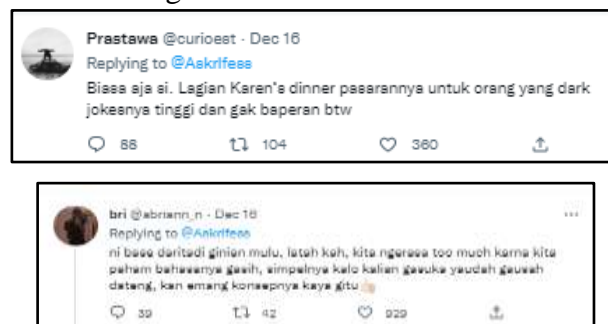 Prastawa @curioest · Dec 16
Replying to @Askrlfess
Biasa aja si. Lagian Karen's dinner pasarannya untuk orang yang dark
jokesnya tinggi dan gak baperan btw
88 104 360
bri @abriann_n · Dec 16
Replying to @Askrlfess
ni base daritadi ginian mulu, latah kah, kita ngerasa too much karna kita
paham bahasanya gasih, simpelnya kalo kalian gasuka yaudah gausah
dateng, kan emang konsepnya kaya gitu 👍🏻
39 42 929